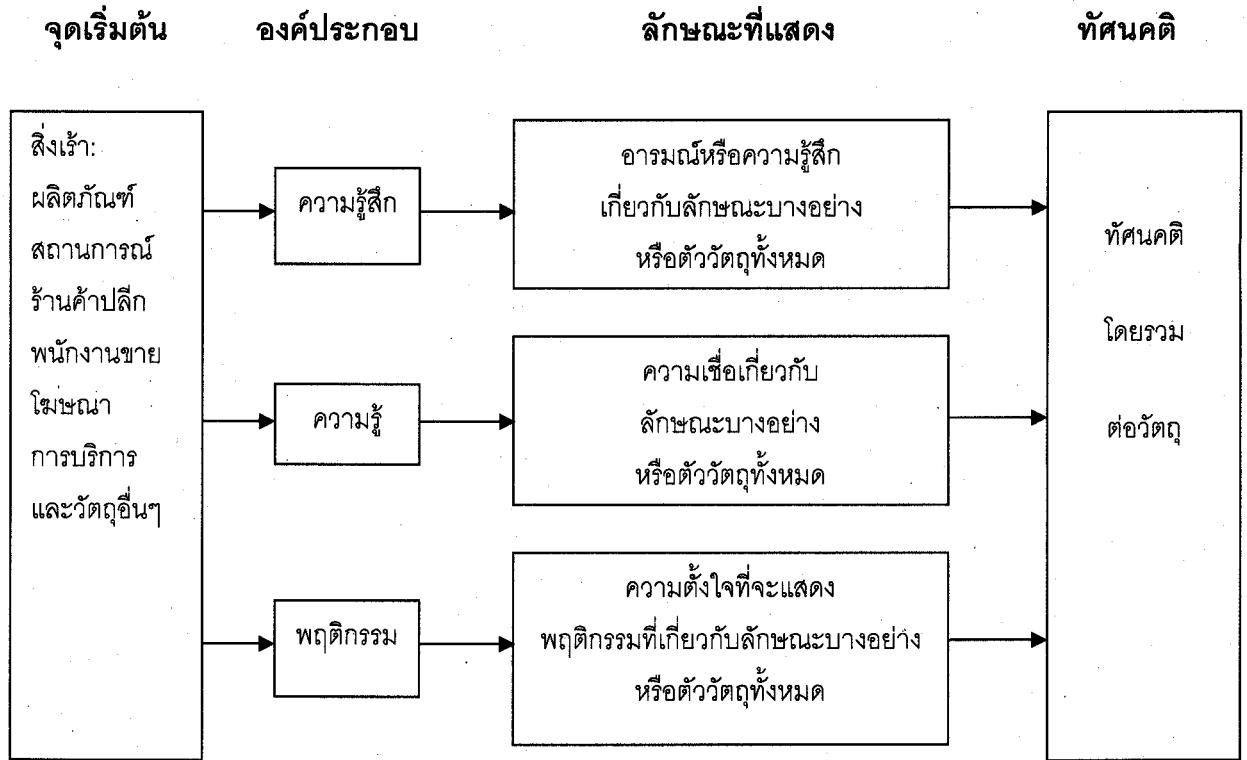 จุดเริ่มต้น องค์ประกอบ ลักษณะที่แสดง ทัศนคติ
สิ่งเร้า:
ผลิตภัณฑ์
สถานการณ์
ร้านค้าปลีก
พนักงานขาย
โฆษณา
การบริการ
และวัตถุอื่นๆ
ความรู้สึก
อารมณ์หรือความรู้สึก
เกี่ยวกับลักษณะบางอย่าง
หรือตัววัตถุทั้งหมด
ความรู้
ความเชื่อเกี่ยวกับ
ลักษณะบางอย่าง
หรือตัววัตถุทั้งหมด
พฤติกรรม
ความตั้งใจที่จะแสดง
พฤติกรรมที่เกี่ยวกับลักษณะบางอย่าง
หรือตัววัตถุทั้งหมด
ทัศนคติ
โดยรวม
ต่อวัตถุ